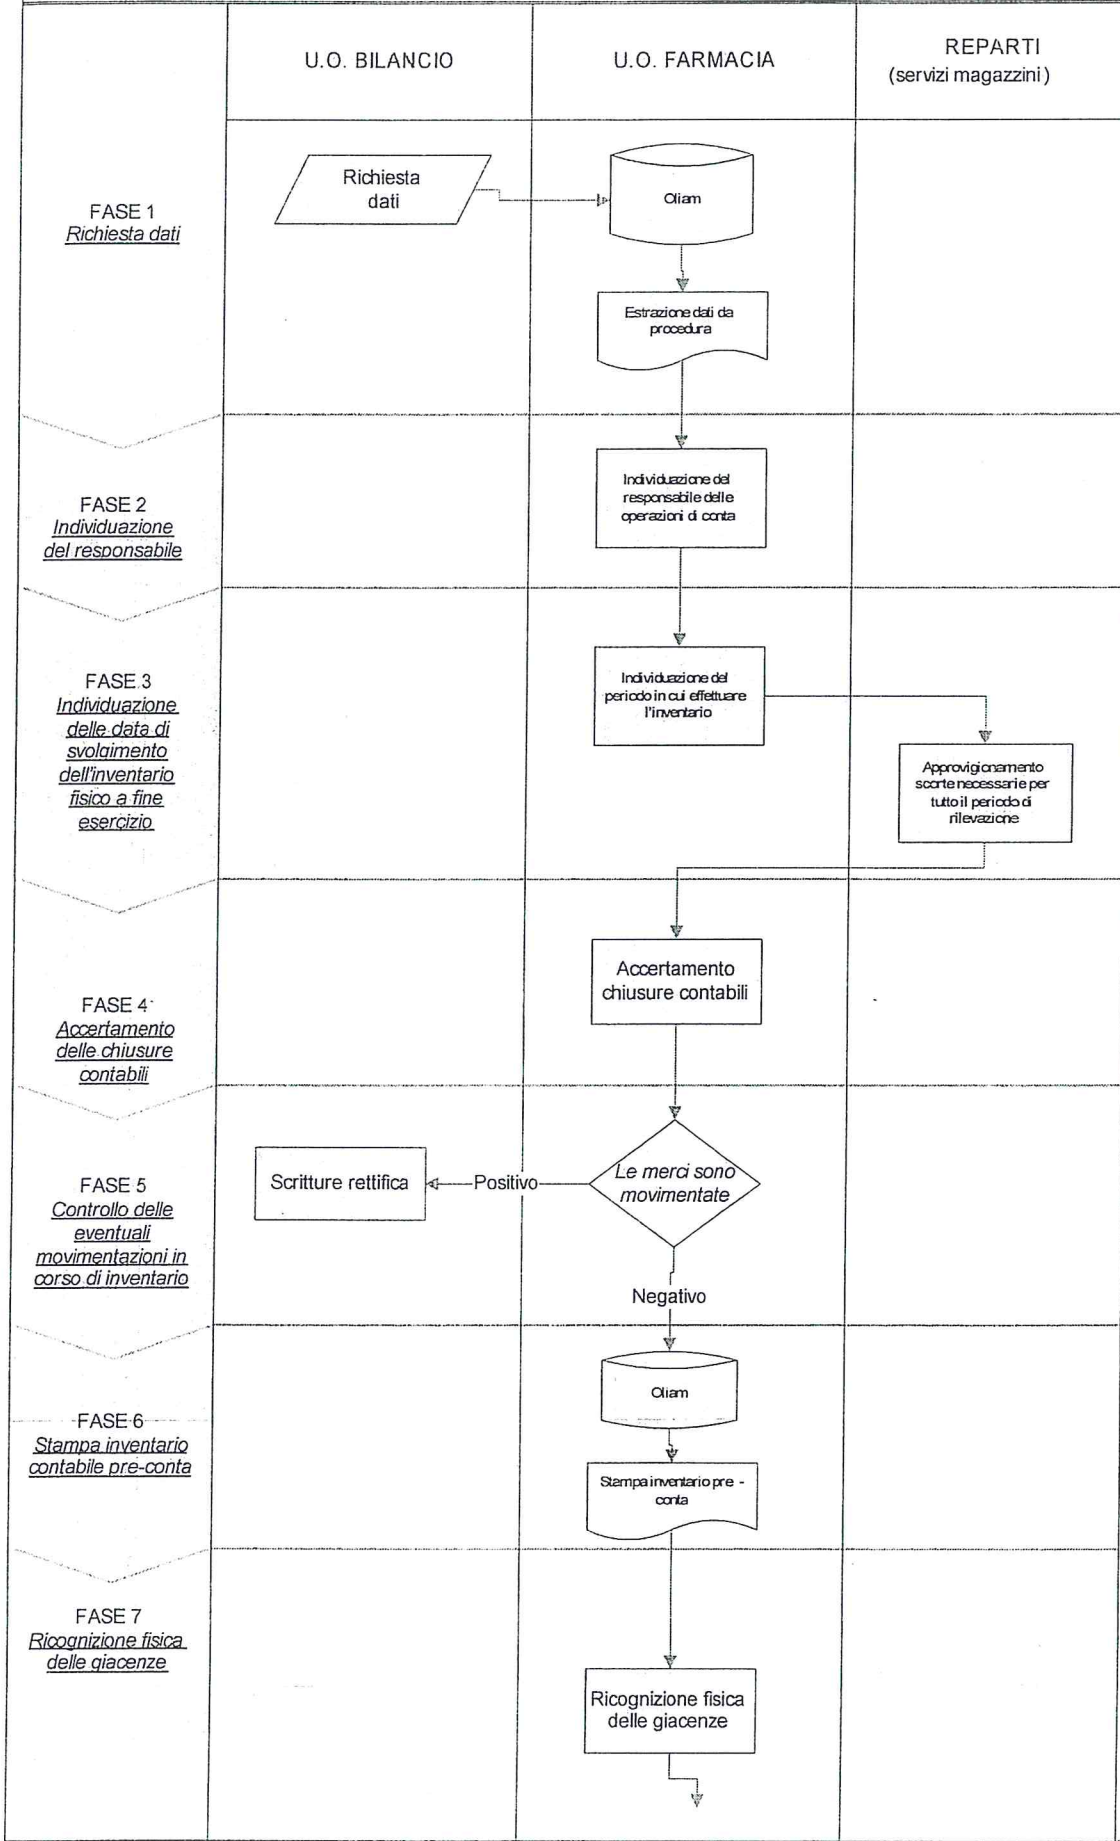 U.O. BILANCIO
U.O. FARMACIA
REPARTI
(servizi magazzini)
FASE 1
Richiesta dati
Richiesta
dati
Oliam
Estrazione dati da
procedura
FASE 2
Individuazione
del responsabile
Individuazione del
responsabile delle
operazioni di conta
FASE 3
Individuazione
delle data di
svolgimento
dell'inventario
fisico a fine
esercizio
Individuazione del
periodo in cui effettuare
l'inventario
Approvigionamento
scorte necessarie per
tutto il periodo di
rilevazione
FASE 4
Accertamento
delle chiusure
contabili
Accertamento
chiusure contabili
FASE 5
Controllo delle
eventuali
movimentazioni in
corso di inventario
Scritture rettifica
Positivo
Le merci sono
movimentate
Negativo
FASE 6
Stampa inventario
contabile pre-conta
Oliam
Stampa inventario pre -
conta
FASE 7
Ricognizione fisica
delle giacenze
Ricognizione fisica
delle giacenze